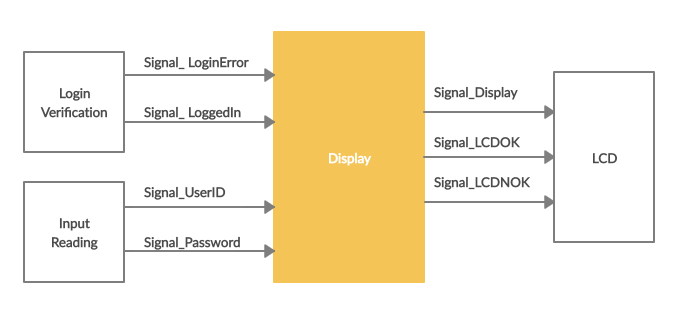 Signal_ LoginError
Login
Verification
Signal_ LoggedIn
Signal_UserID
Input
Reading
Signal_Password
Display
Signal_Display
Signal_LCDOK
Signal_LCDNOK
LCD